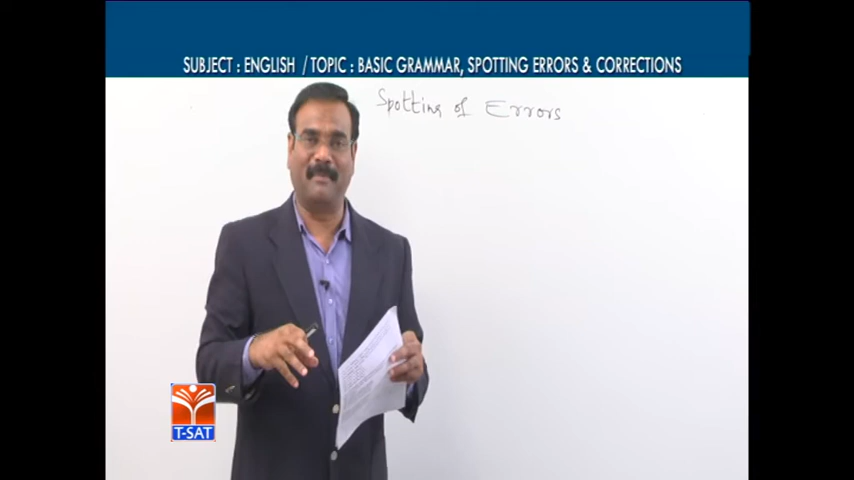 SUBJECT : ENGLISH / TOPIC : BASIC GRAMMAR, SPOTTING ERRORS & CORRECTIONS
Spotting of Errors
T-SAT